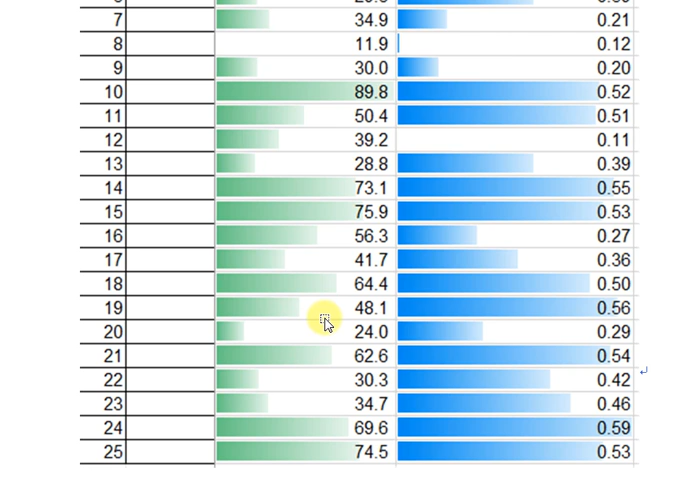 7 34.9 0.21
8 11.9 0.12
9 30.0 0.20
10 89.8 0.52
11 50.4 0.51
12 39.2 0.11
13 28.8 0.39
14 73.1 0.55
15 75.9 0.53
16 56.3 0.27
17 41.7 0.36
18 64.4 0.50
19 48.1 0.56
20 24.0 0.29
21 62.6 0.54
22 30.3 0.42
23 34.7 0.46
24 69.6 0.59
25 74.5 0.53